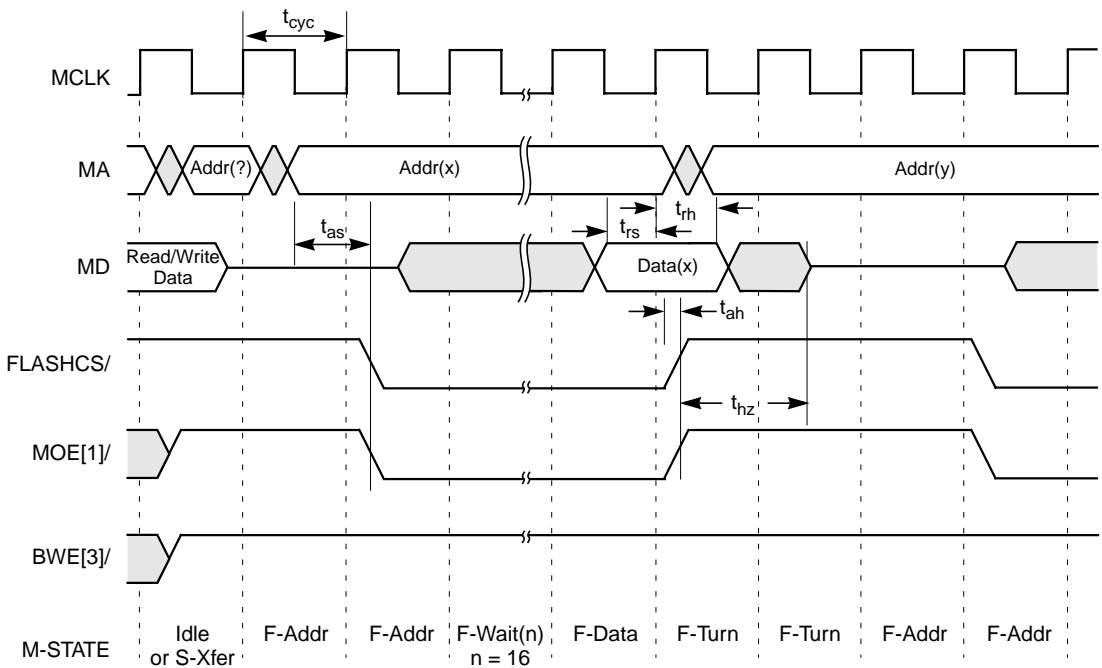 tcyc
MCLK
MA
Addr(?)
Addr(x)
Addr(y)
tas
trs
trh
MD
Read/Write
Data
Data(x)
tah
FLASHCS/
thz
MOE[1]/
BWE[3]/
M-STATE
Idle
or S-Xfer
F-Addr
F-Addr
F-Wait(n)
n = 16
F-Data
F-Turn
F-Turn
F-Addr
F-Addr